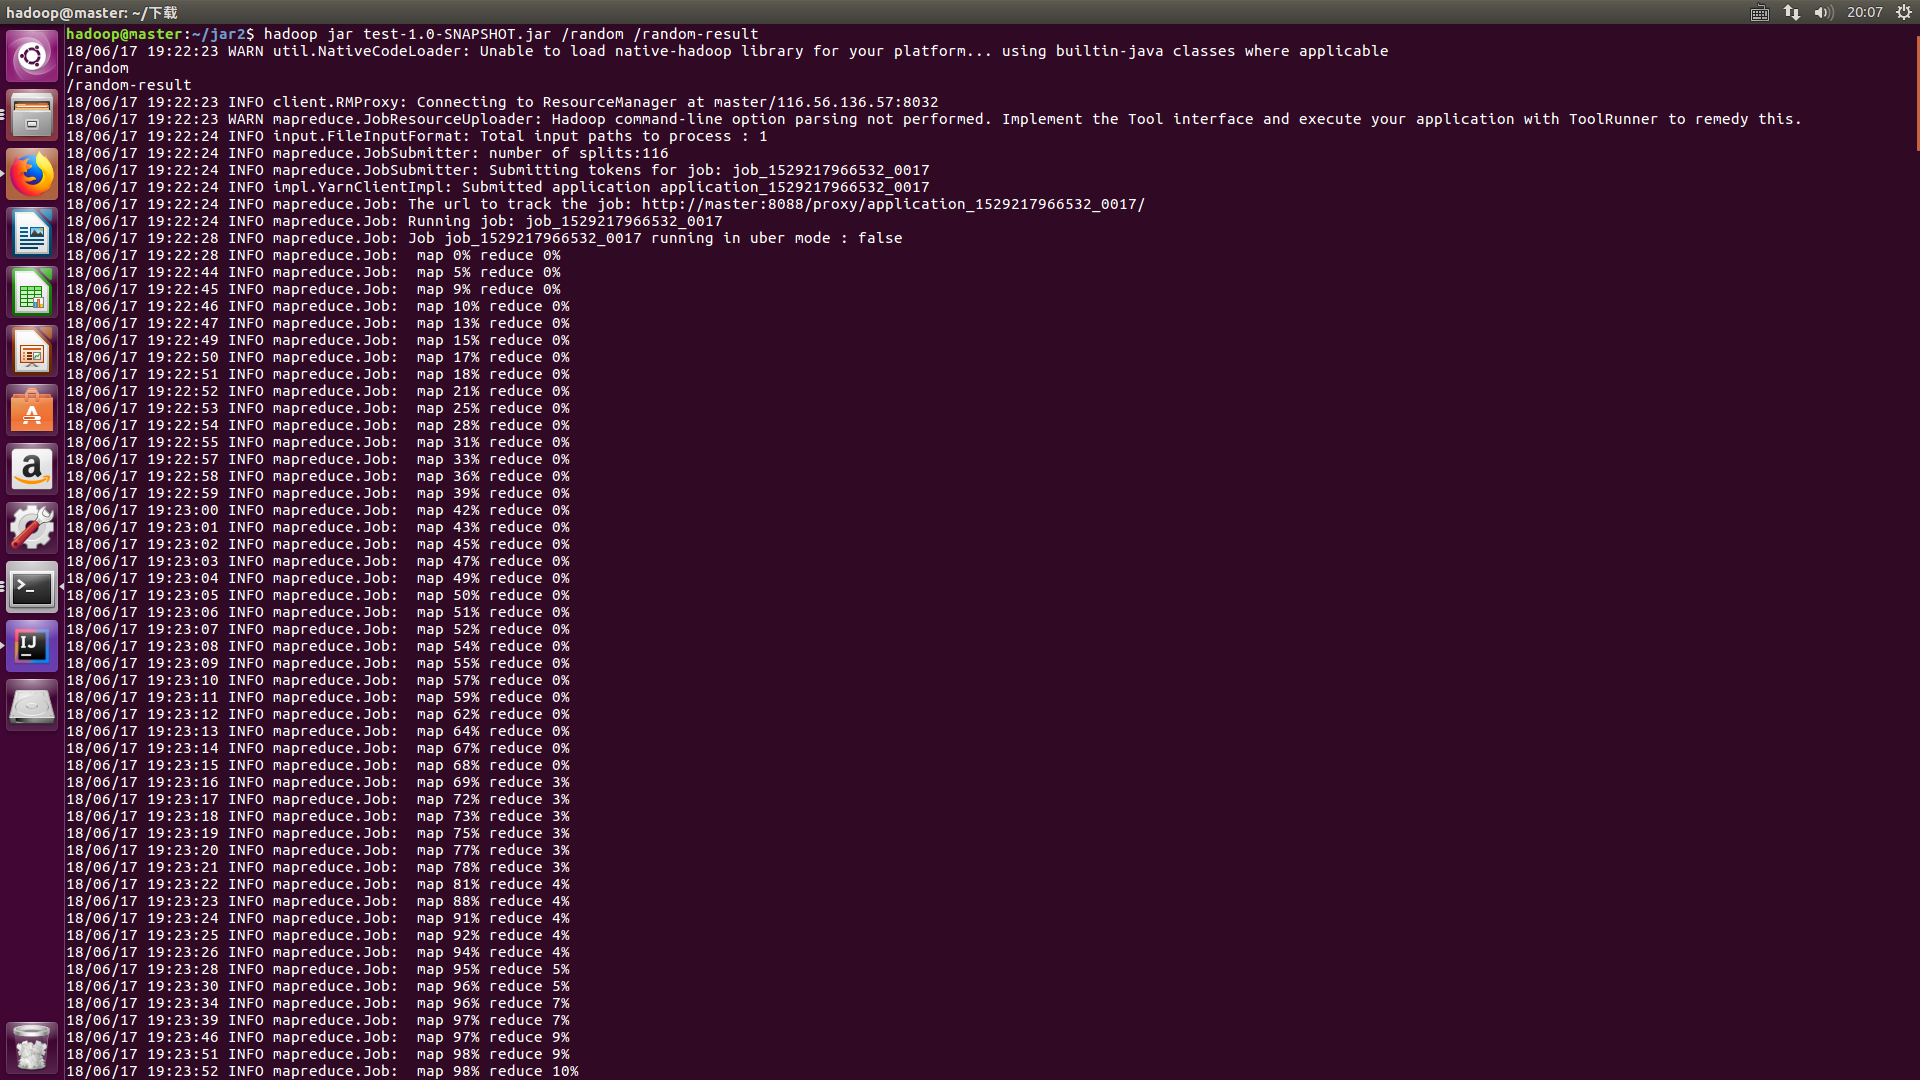 hadoop@master: ~/下载
20:07
hadoop@master:~/jar2$ hadoop jar test-1.0-SNAPSHOT.jar /random /random-result
18/06/17 19:22:23 WARN util.NativeCodeLoader: Unable to load native-hadoop library for your platform... using builtin-java classes where applicable
/random
/random-result
18/06/17 19:22:23 INFO client.RMProxy: Connecting to ResourceManager at master/116.56.136.57:8032
18/06/17 19:22:23 WARN mapreduce.JobResourceUploader: Hadoop command-line option parsing not performed. Implement the Tool interface and execute your application with ToolRunner to remedy this.
18/06/17 19:22:24 INFO input.FileInputFormat: Total input paths to process : 1
18/06/17 19:22:24 INFO mapreduce.JobSubmitter: number of splits:116
18/06/17 19:22:24 INFO mapreduce.JobSubmitter: Submitting tokens for job: job_1529217966532_0017
18/06/17 19:22:24 INFO impl.YarnClientImpl: Submitted application application_1529217966532_0017
18/06/17 19:22:24 INFO mapreduce.Job: The url to track the job: http://master:8088/proxy/application_1529217966532_0017/
18/06/17 19:22:24 INFO mapreduce.Job: Running job: job_1529217966532_0017
18/06/17 19:22:28 INFO mapreduce.Job: Job job_1529217966532_0017 running in uber mode : false
18/06/17 19:22:28 INFO mapreduce.Job:  map 0% reduce 0%
18/06/17 19:22:44 INFO mapreduce.Job:  map 5% reduce 0%
18/06/17 19:22:45 INFO mapreduce.Job:  map 9% reduce 0%
18/06/17 19:22:46 INFO mapreduce.Job:  map 10% reduce 0%
18/06/17 19:22:47 INFO mapreduce.Job:  map 13% reduce 0%
18/06/17 19:22:49 INFO mapreduce.Job:  map 15% reduce 0%
18/06/17 19:22:50 INFO mapreduce.Job:  map 17% reduce 0%
18/06/17 19:22:51 INFO mapreduce.Job:  map 18% reduce 0%
18/06/17 19:22:52 INFO mapreduce.Job:  map 21% reduce 0%
18/06/17 19:22:53 INFO mapreduce.Job:  map 25% reduce 0%
18/06/17 19:22:54 INFO mapreduce.Job:  map 28% reduce 0%
18/06/17 19:22:55 INFO mapreduce.Job:  map 31% reduce 0%
18/06/17 19:22:57 INFO mapreduce.Job:  map 33% reduce 0%
18/06/17 19:22:58 INFO mapreduce.Job:  map 36% reduce 0%
18/06/17 19:22:59 INFO mapreduce.Job:  map 39% reduce 0%
18/06/17 19:23:00 INFO mapreduce.Job:  map 42% reduce 0%
18/06/17 19:23:01 INFO mapreduce.Job:  map 43% reduce 0%
18/06/17 19:23:02 INFO mapreduce.Job:  map 45% reduce 0%
18/06/17 19:23:03 INFO mapreduce.Job:  map 47% reduce 0%
18/06/17 19:23:04 INFO mapreduce.Job:  map 49% reduce 0%
18/06/17 19:23:05 INFO mapreduce.Job:  map 50% reduce 0%
18/06/17 19:23:06 INFO mapreduce.Job:  map 51% reduce 0%
18/06/17 19:23:07 INFO mapreduce.Job:  map 52% reduce 0%
18/06/17 19:23:08 INFO mapreduce.Job:  map 54% reduce 0%
18/06/17 19:23:09 INFO mapreduce.Job:  map 55% reduce 0%
18/06/17 19:23:10 INFO mapreduce.Job:  map 57% reduce 0%
18/06/17 19:23:11 INFO mapreduce.Job:  map 59% reduce 0%
18/06/17 19:23:12 INFO mapreduce.Job:  map 62% reduce 0%
18/06/17 19:23:13 INFO mapreduce.Job:  map 64% reduce 0%
18/06/17 19:23:14 INFO mapreduce.Job:  map 67% reduce 0%
18/06/17 19:23:15 INFO mapreduce.Job:  map 68% reduce 0%
18/06/17 19:23:16 INFO mapreduce.Job:  map 69% reduce 3%
18/06/17 19:23:17 INFO mapreduce.Job:  map 72% reduce 3%
18/06/17 19:23:18 INFO mapreduce.Job:  map 73% reduce 3%
18/06/17 19:23:19 INFO mapreduce.Job:  map 75% reduce 3%
18/06/17 19:23:20 INFO mapreduce.Job:  map 77% reduce 3%
18/06/17 19:23:21 INFO mapreduce.Job:  map 78% reduce 3%
18/06/17 19:23:22 INFO mapreduce.Job:  map 81% reduce 4%
18/06/17 19:23:23 INFO mapreduce.Job:  map 88% reduce 4%
18/06/17 19:23:24 INFO mapreduce.Job:  map 91% reduce 4%
18/06/17 19:23:25 INFO mapreduce.Job:  map 92% reduce 4%
18/06/17 19:23:26 INFO mapreduce.Job:  map 94% reduce 4%
18/06/17 19:23:28 INFO mapreduce.Job:  map 95% reduce 5%
18/06/17 19:23:30 INFO mapreduce.Job:  map 96% reduce 5%
18/06/17 19:23:34 INFO mapreduce.Job:  map 96% reduce 7%
18/06/17 19:23:39 INFO mapreduce.Job:  map 97% reduce 7%
18/06/17 19:23:46 INFO mapreduce.Job:  map 97% reduce 9%
18/06/17 19:23:51 INFO mapreduce.Job:  map 98% reduce 9%
18/06/17 19:23:52 INFO mapreduce.Job:  map 98% reduce 10%